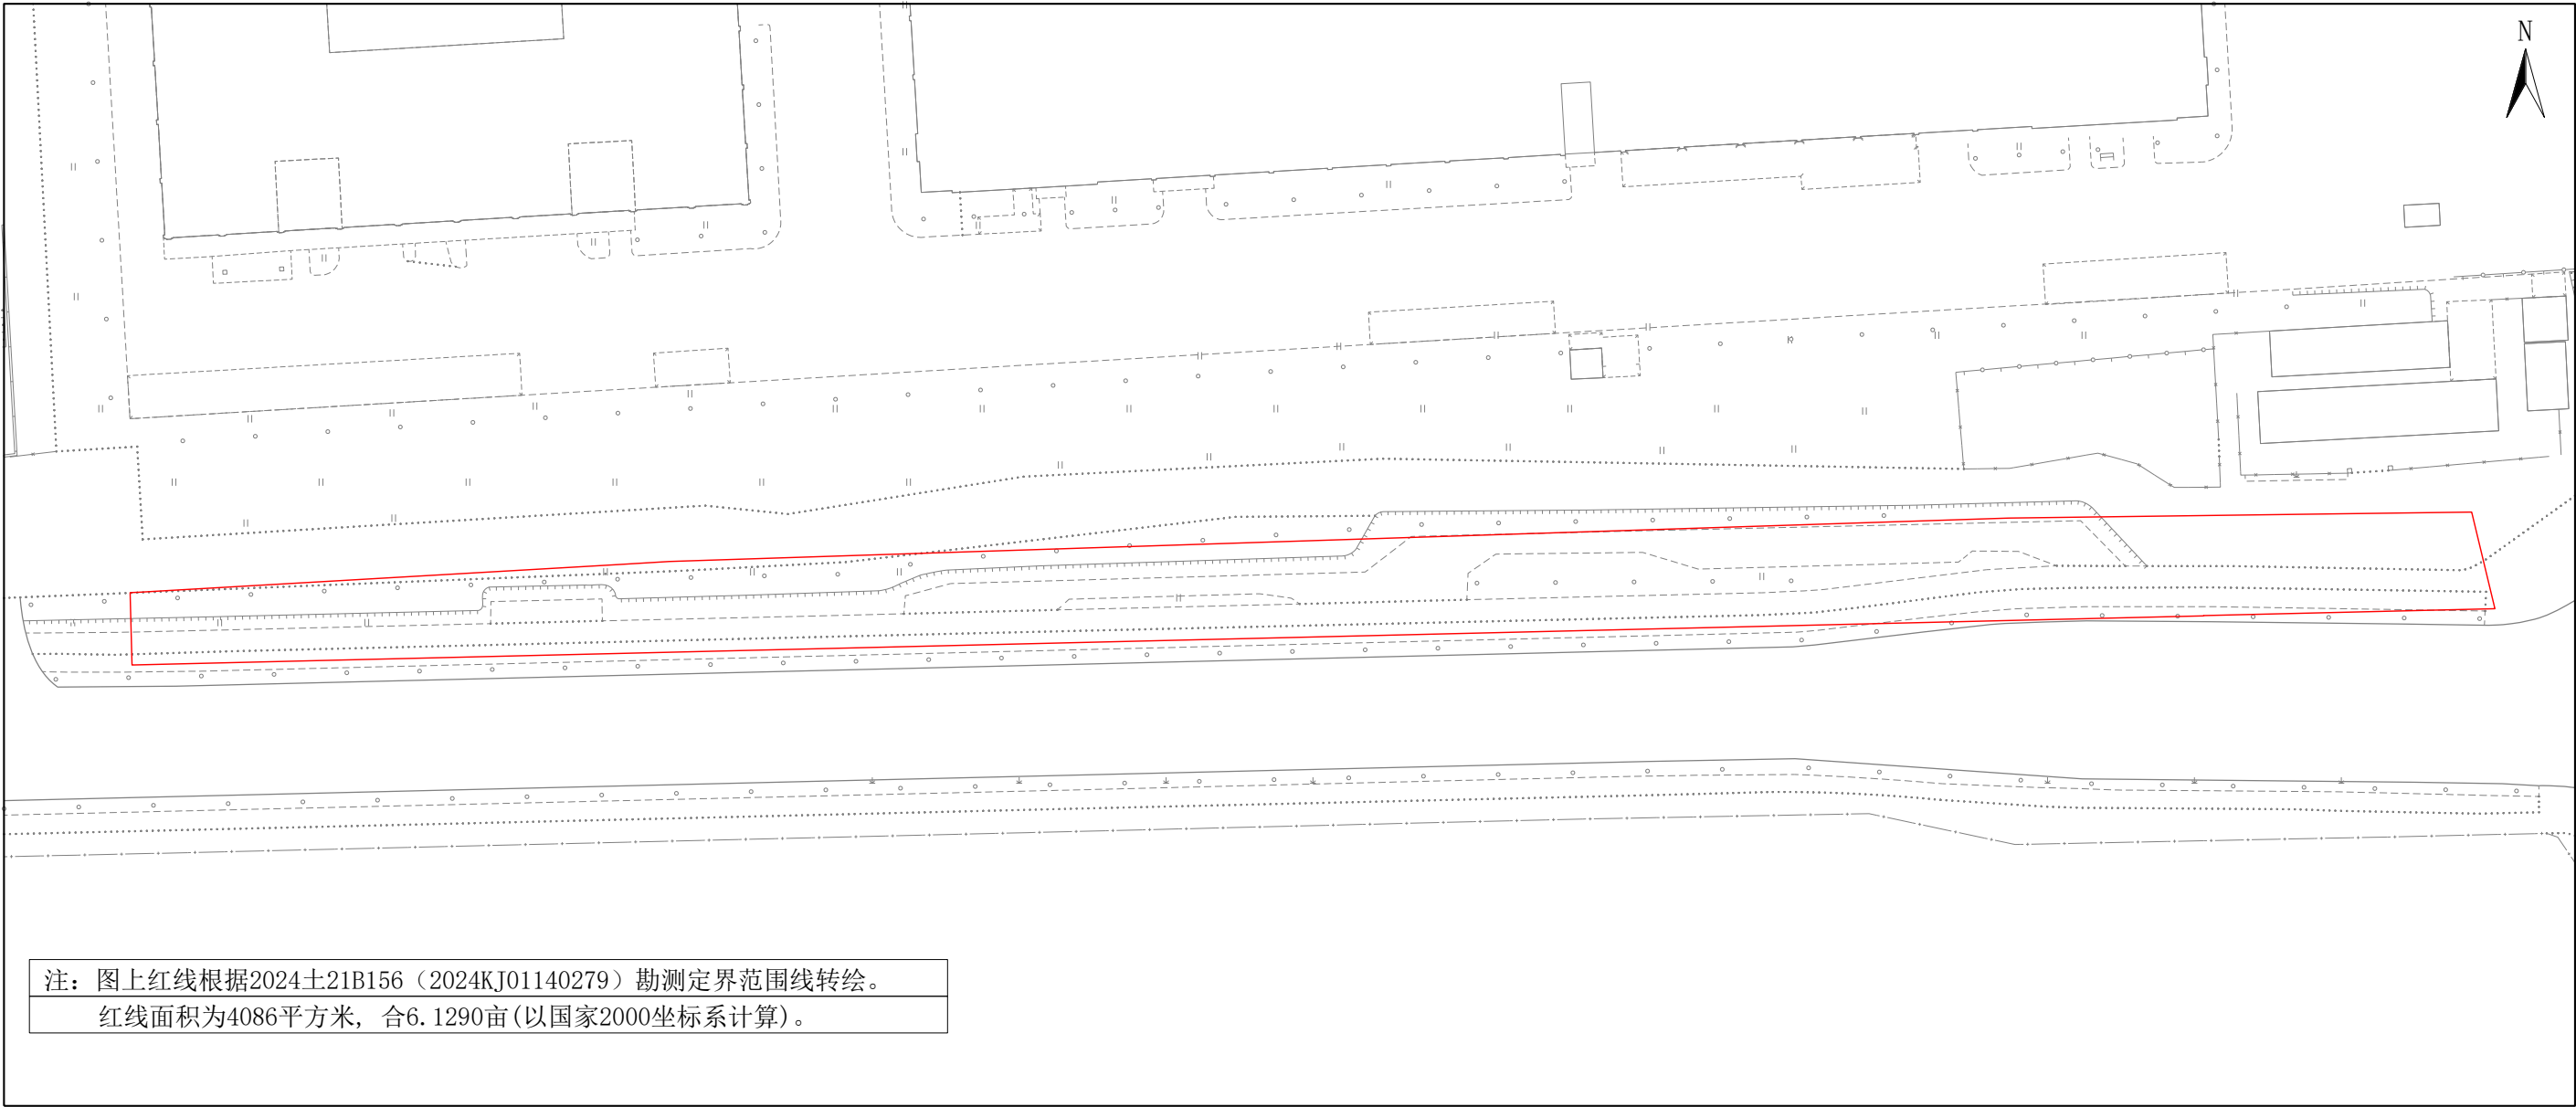 N
注：图上红线根据2024土21B156（2024KJ01140279）勘测定界范围线转绘。
红线面积为4086平方米, 合6.1290亩(以国家2000坐标系计算)。